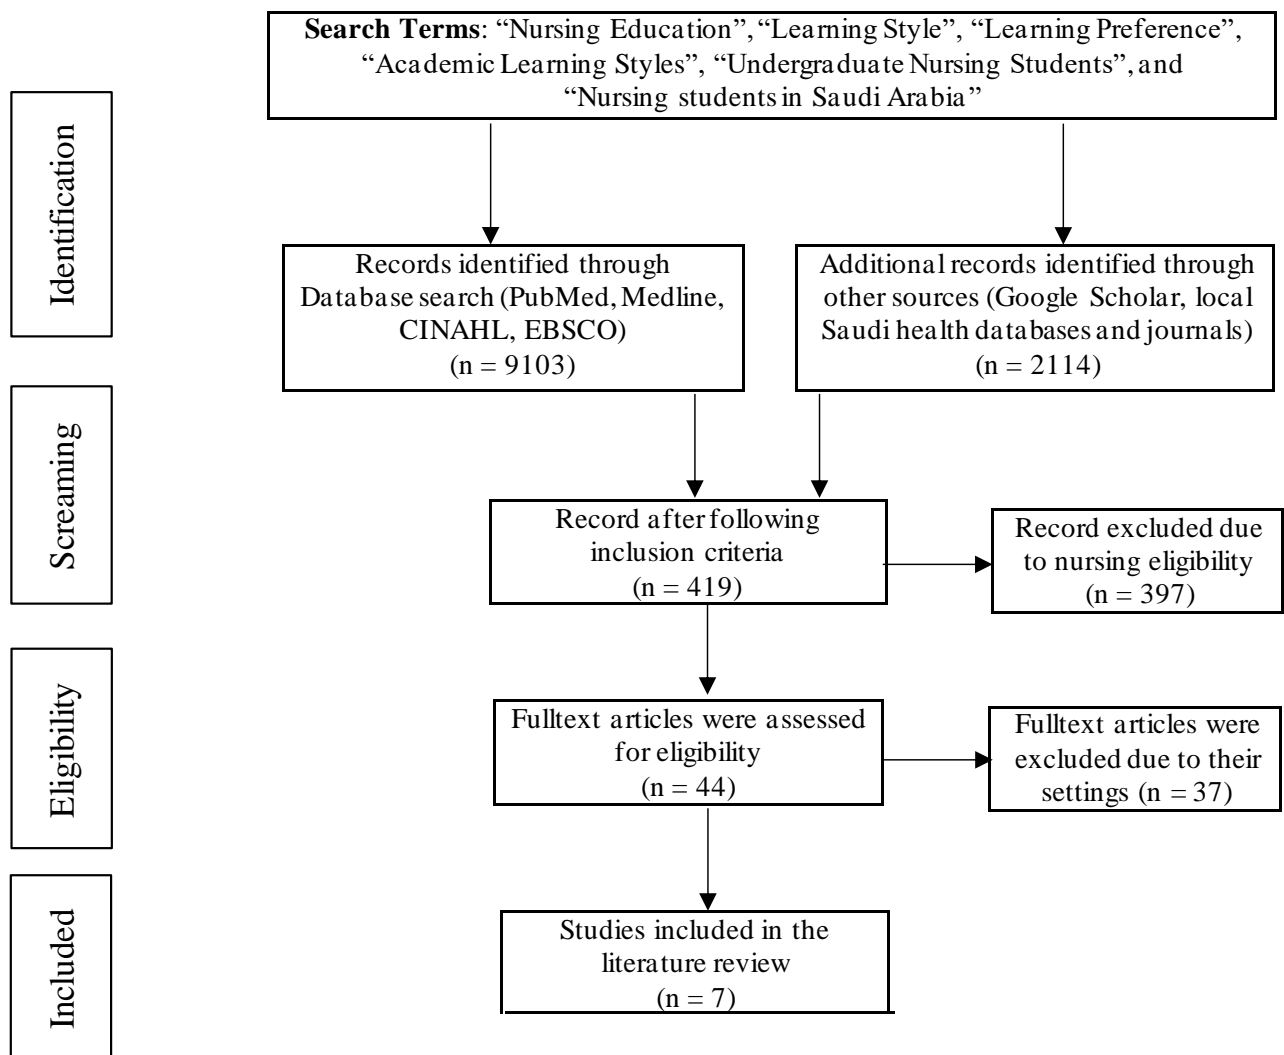 Search Terms: “Nursing Education”, “Learning Style”, “Learning Preference”,
“Academic Learning Styles”, “Undergraduate Nursing Students”, and
“Nursing students in Saudi Arabia”
Identification
Records identified through
Database search (PubMed, Medline,
CINAHL, EBSCO)
(n = 9103)
Additional records identified through
other sources (Google Scholar, local
Saudi health databases and journals)
(n = 2114)
Screaming
Record after following
inclusion criteria
(n = 419)
Record excluded due
to nursing eligibility
(n = 397)
Eligibility
Fulltext articles were assessed
for eligibility
(n = 44)
Fulltext articles were
excluded due to their
settings (n = 37)
Included
Studies included in the
literature review
(n = 7)